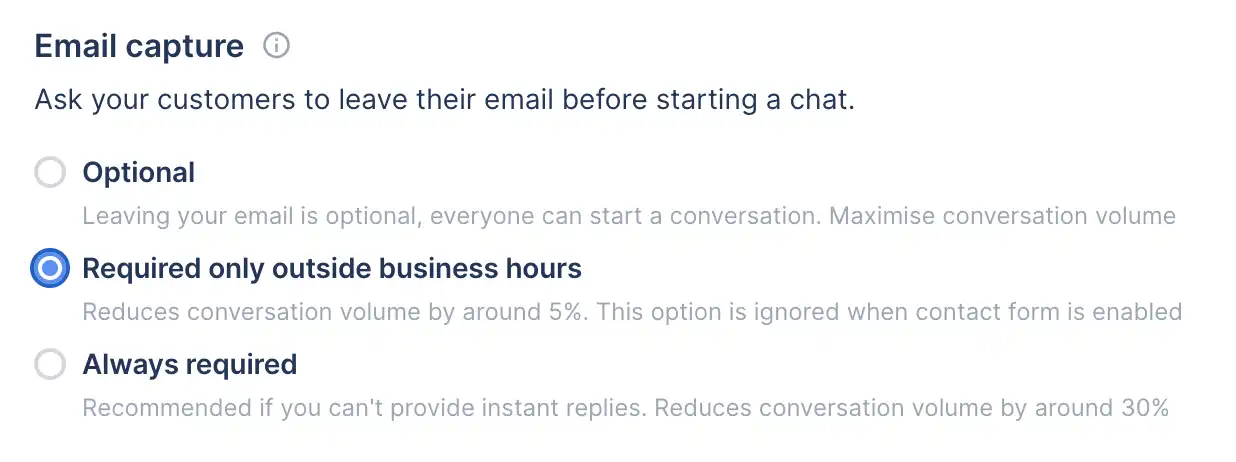 Email capture
Ask your customers to leave their email before starting a chat.
Optional
Leaving your email is optional, everyone can start a conversation. Maximise conversation volume
Required only outside business hours
Reduces conversation volume by around 5%. This option is ignored when contact form is enabled
Always required
Recommended if you can't provide instant replies. Reduces conversation volume by around 30%